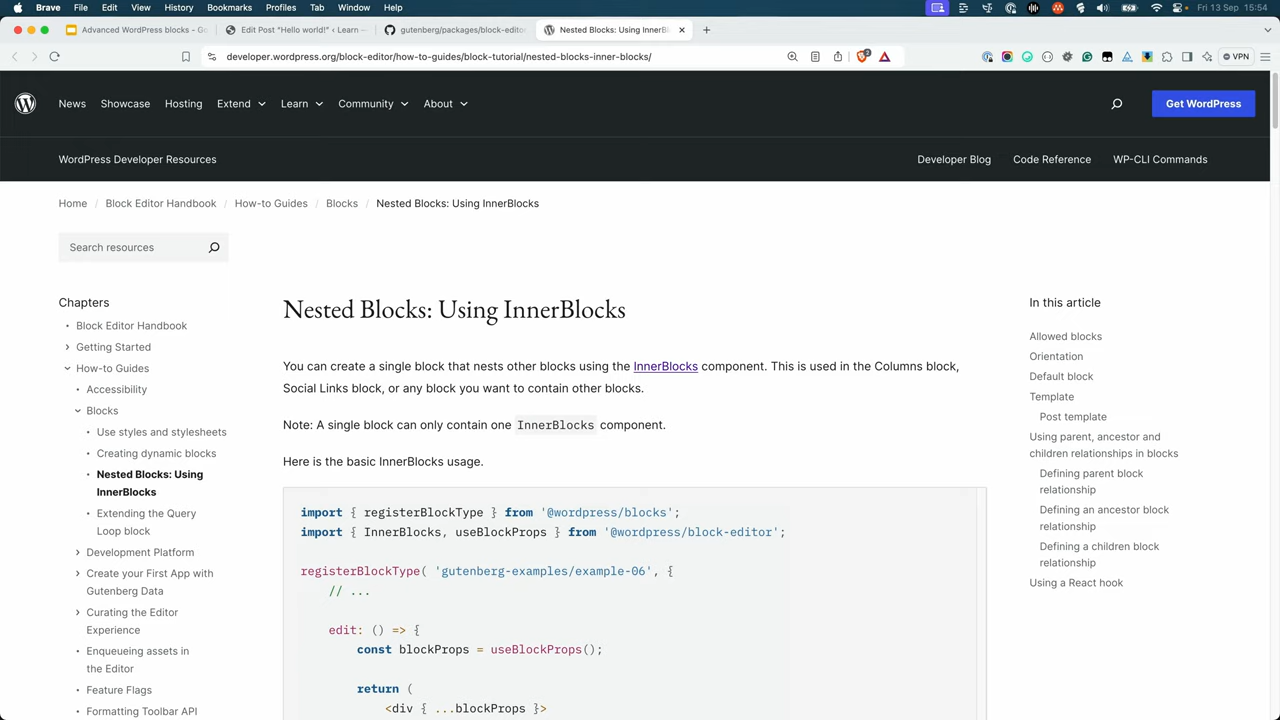 Brave File Edit View History Bookmarks Profiles Tab Window Help Fri 13 Sep 15:54
Advanced WordPress blocks - Go
Edit Post "Hello world!" ‹ Learn —
gutenberg/packages/block-editor
Nested Blocks: Using InnerBl
developer.wordpress.org/block-editor/how-to-guides/block-tutorial/nested-blocks-inner-blocks/
2
VPN
News Showcase Hosting Extend Learn Community About
Get WordPress
WordPress Developer Resources
Developer Blog Code Reference WP-CLI Commands
Home / Block Editor Handbook / How-to Guides / Blocks / Nested Blocks: Using InnerBlocks
Search resources
Chapters
Block Editor Handbook
Getting Started
How-to Guides
Accessibility
Blocks
Use styles and stylesheets
Creating dynamic blocks
Nested Blocks: Using
InnerBlocks
Extending the Query
Loop block
Development Platform
Create your First App with
Gutenberg Data
Curating the Editor
Experience
Enqueueing assets in
the Editor
Feature Flags
Formatting Toolbar API
Nested Blocks: Using InnerBlocks
You can create a single block that nests other blocks using the InnerBlocks component. This is used in the Columns block,
Social Links block, or any block you want to contain other blocks.
Note: A single block can only contain one InnerBlocks component.
Here is the basic InnerBlocks usage.
import { registerBlockType } from '@wordpress/blocks';
import { InnerBlocks, useBlockProps } from '@wordpress/block-editor';
registerBlockType( 'gutenberg-examples/example-06', {
// ...
edit: () => {
const blockProps = useBlockProps();
return (
<div { ...blockProps }>
In this article
Allowed blocks
Orientation
Default block
Template
Post template
Using parent, ancestor and
children relationships in blocks
Defining parent block
relationship
Defining an ancestor block
relationship
Defining a children block
relationship
Using a React hook